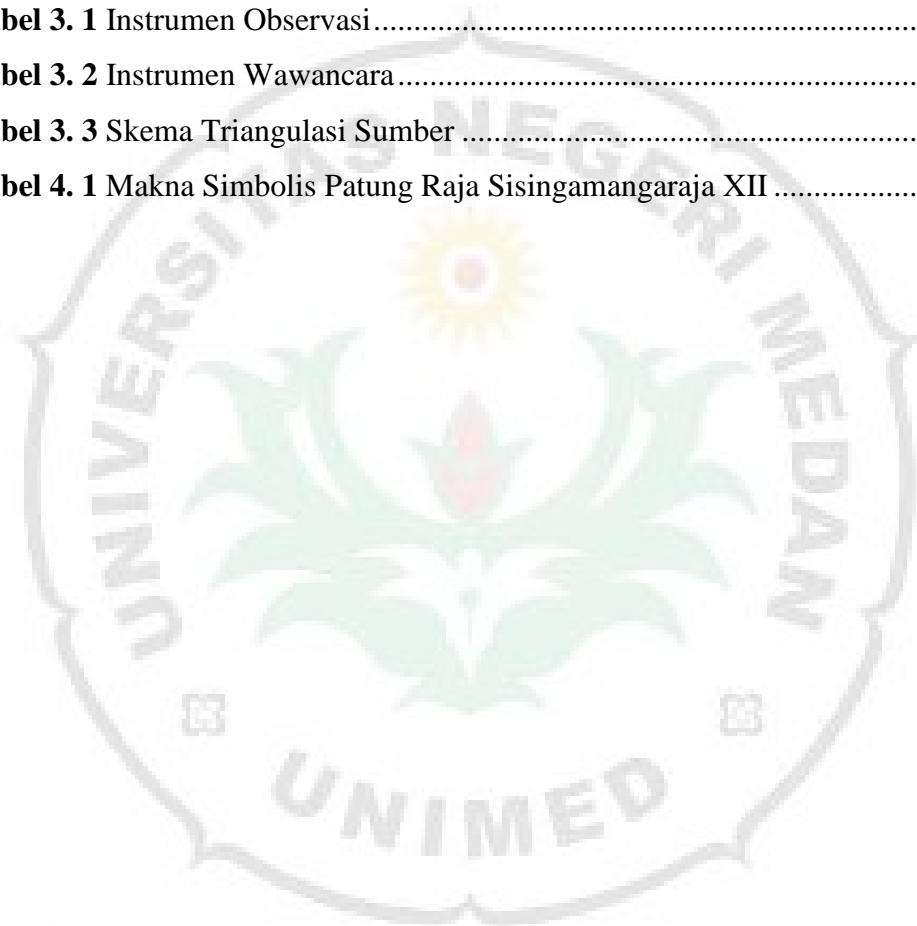 bel 3. 1 Instrumen Observasi................................................................
bel 3. 2 Instrumen Wawancara.............................................................
bel 3. 3 Skema Triangulasi Sumber .....................................................
bel 4. 1 Makna Simbolis Patung Raja Sisingamangaraja XII .................
UNIVERSITAS NEGERI MEDAN
UNIMED